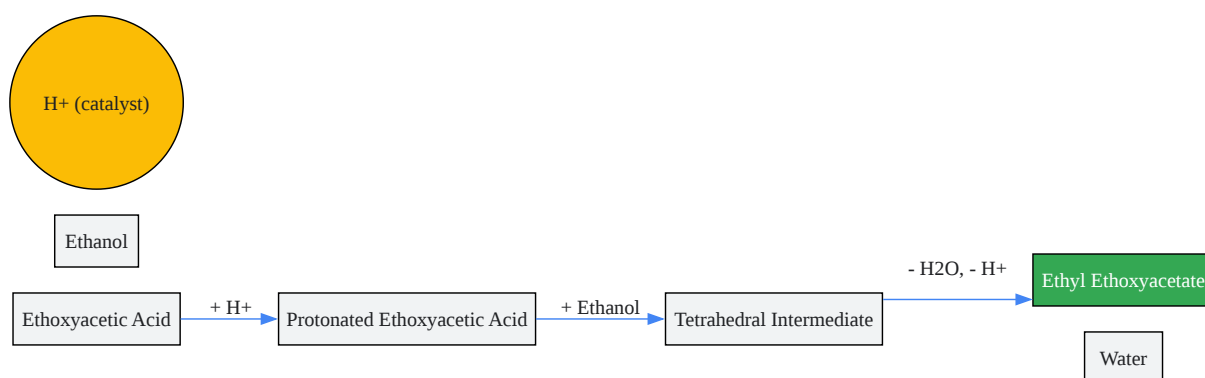 H+ (catalyst)
Ethanol
Ethoxyacetic Acid
+ H+
Protonated Ethoxyacetic Acid
+ Ethanol
Tetrahedral Intermediate
- H2O, - H+
Ethyl Ethoxyacetate
Water